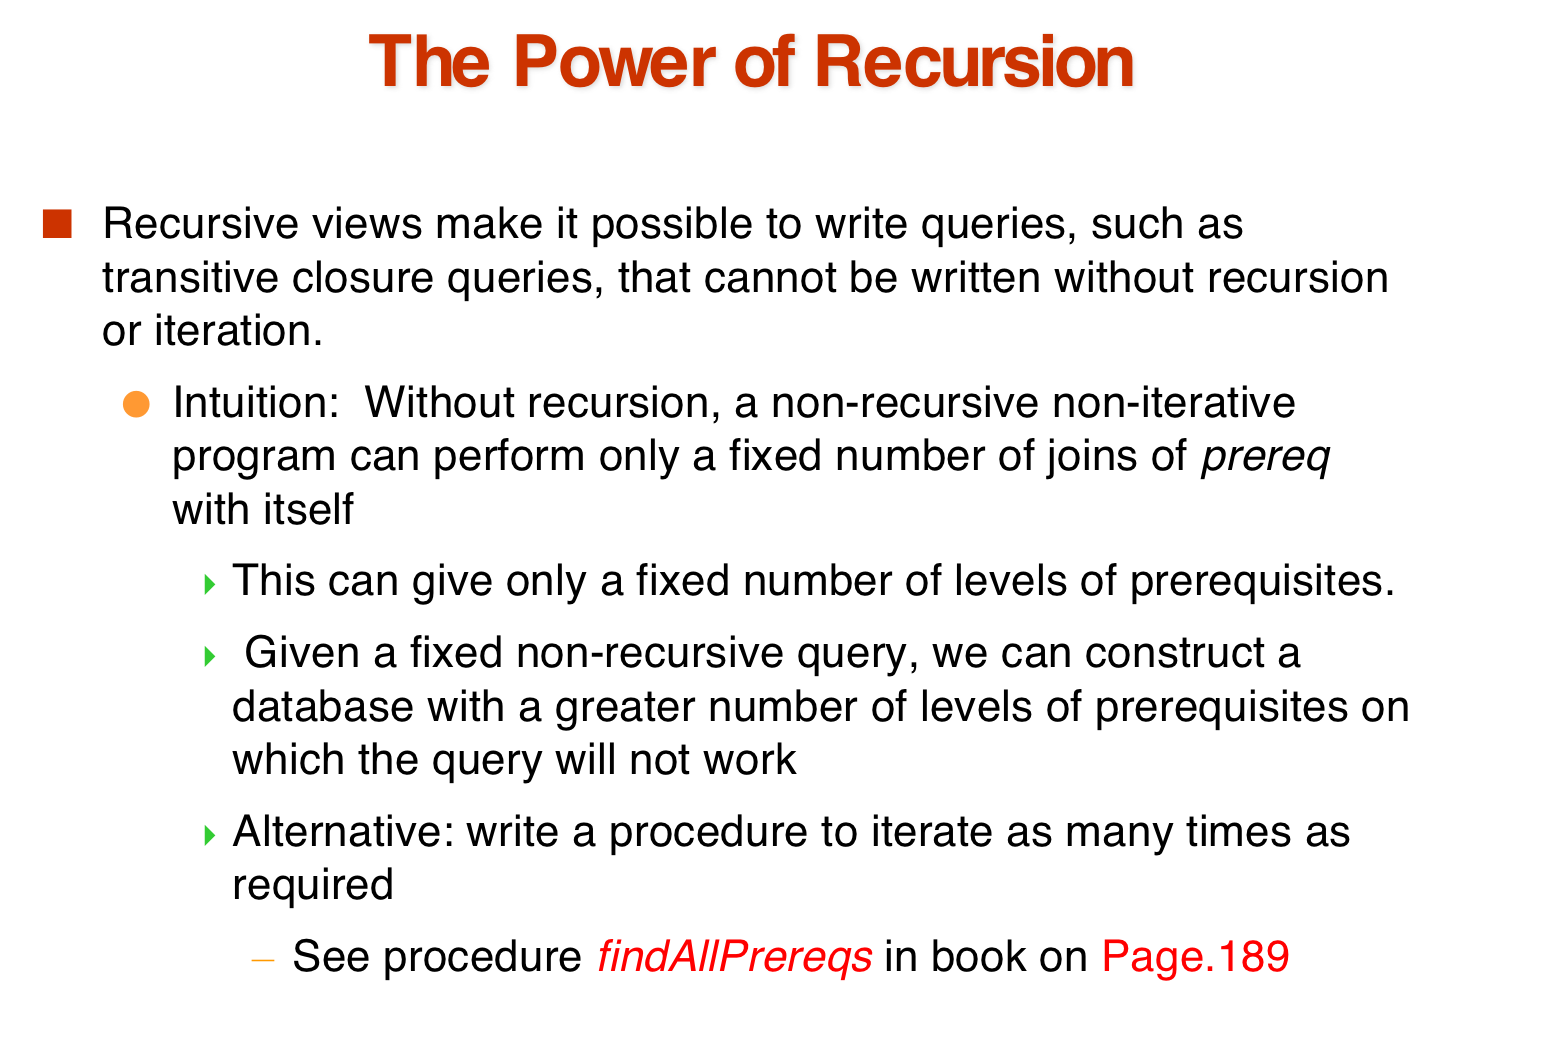 The Power of Recursion
Recursive views make it possible to write queries, such as
transitive closure queries, that cannot be written without recursion
or iteration.
Intuition:  Without recursion, a non-recursive non-iterative
program can perform only a fixed number of joins of prereq
with itself
This can give only a fixed number of levels of prerequisites.
Given a fixed non-recursive query, we can construct a
database with a greater number of levels of prerequisites on
which the query will not work
Alternative: write a procedure to iterate as many times as
required
– See procedure findAllPrereqs in book on Page.189